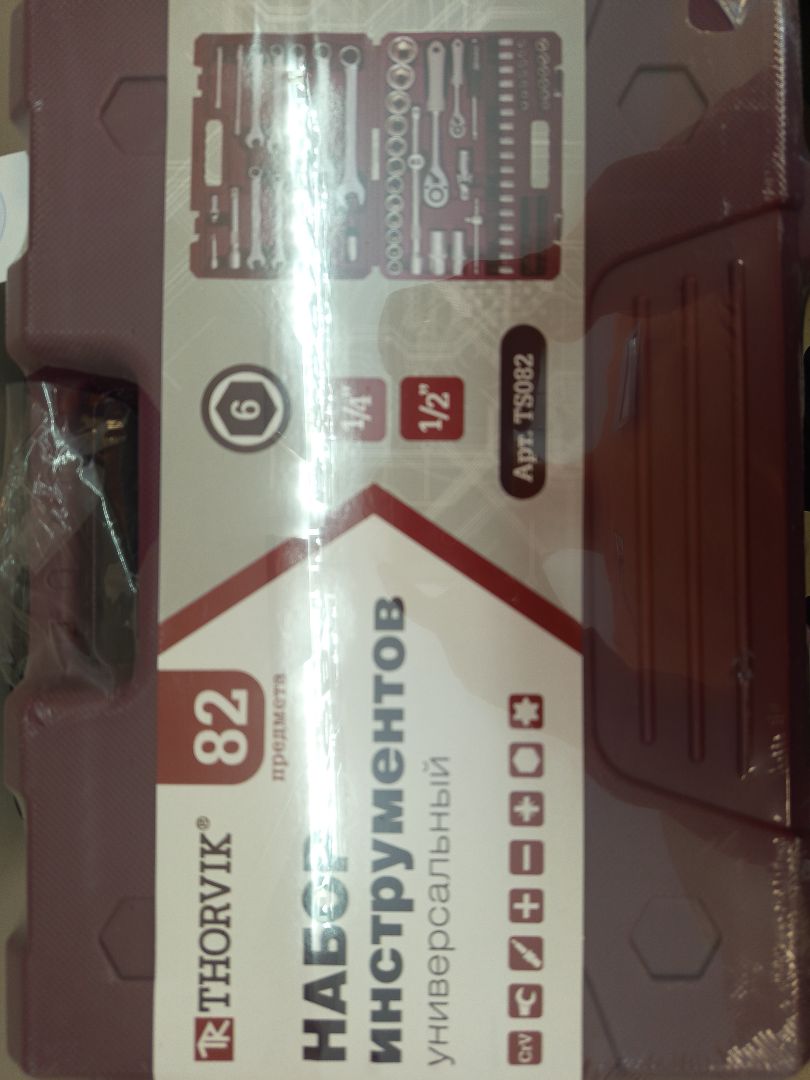 THORVIK®
82
предмета
НАБОР
инструментов
универсальный
CrV
6
1/4"
1/2"
Арт. TS082